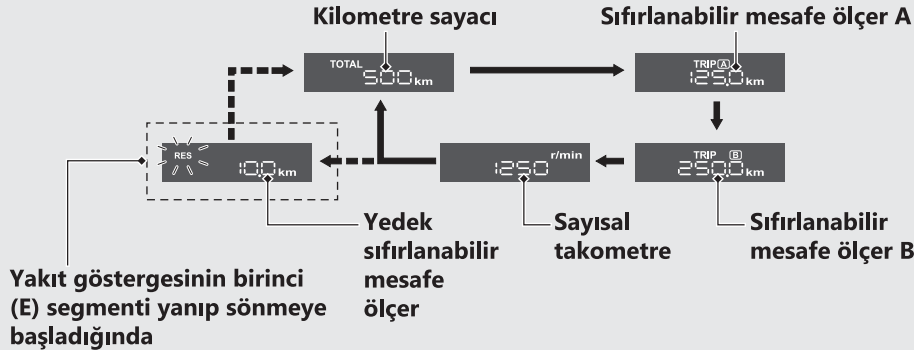 Kilometre sayacı
Sıfırlanabilir mesafe ölçer A
TOTAL
500 km
TRIP A
125.0 km
RES
10.0 km
r/min
1250
TRIP B
250.0 km
Yedek
sıfırlanabilir
mesafe
ölçer
Sayısal
takometre
Sıfırlanabilir
mesafe ölçer B
Yakıt göstergesinin birinci
(E) segmenti yanıp sönmeye
başladığında